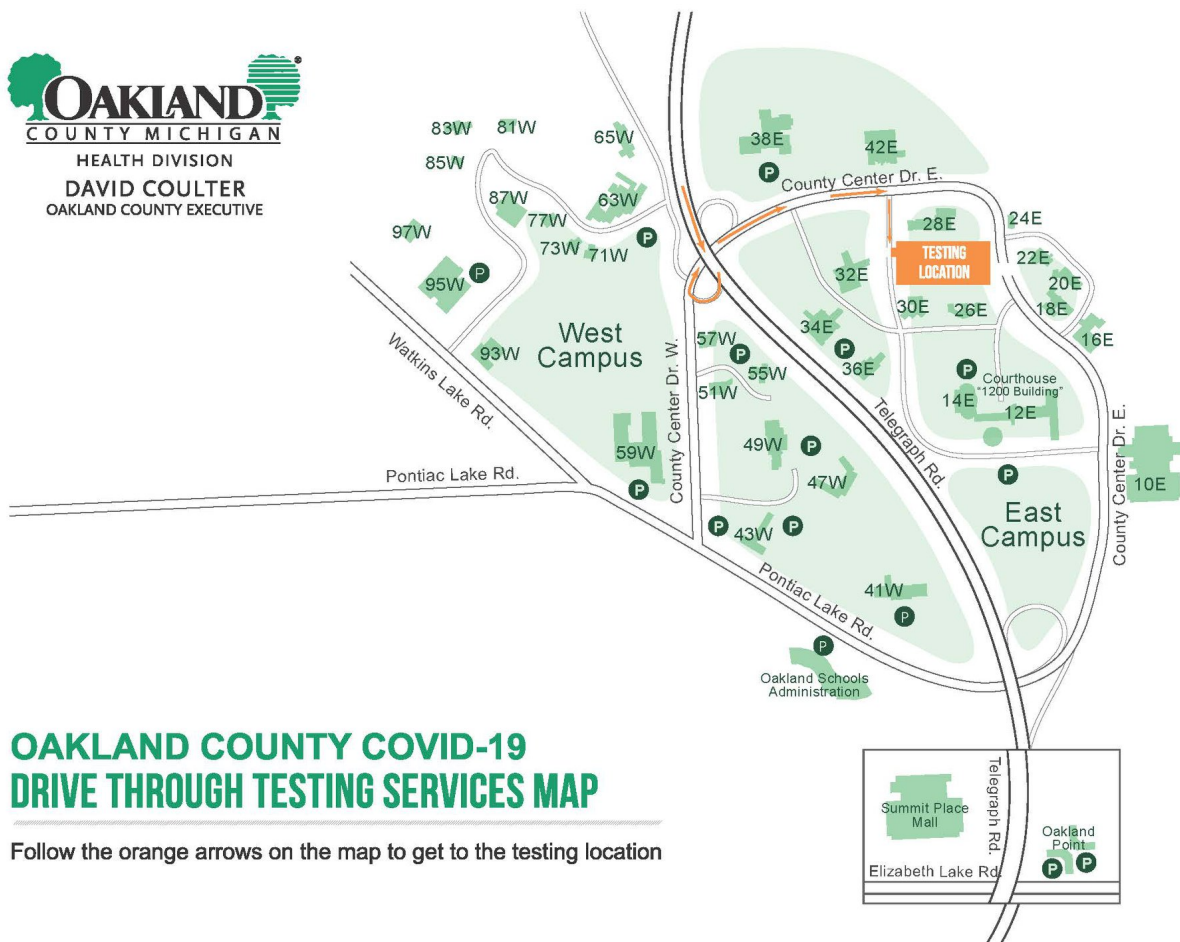 OAKLAND
®
COUNTY MICHIGAN
HEALTH DIVISION
DAVID COULTER
OAKLAND COUNTY EXECUTIVE
83W
81W
65W
85W
87W
63W
77W
97W
73W
71W
P
95W
P
93W
West
Campus
Watkins Lake Rd.
Pontiac Lake Rd.
59W
P
County Center Dr. W.
38E
P
42E
County Center Dr. E.
28E
24E
TESTING
LOCATION
22E
20E
18E
16E
32E
30E
26E
34E
P
36E
57W
P
55W
51W
49W
P
47W
P
43W
P
41W
P
Telegraph Rd.
P
Courthouse
"1200 Building"
14E
12E
P
East
Campus
County Center Dr. E.
10E
Pontiac Lake Rd.
P
Oakland Schools
Administration
OAKLAND COUNTY COVID-19
DRIVE THROUGH TESTING SERVICES MAP
Follow the orange arrows on the map to get to the testing location
Summit Place
Mall
Telegraph Rd.
Oakland
Point
P
P
Elizabeth Lake Rd.